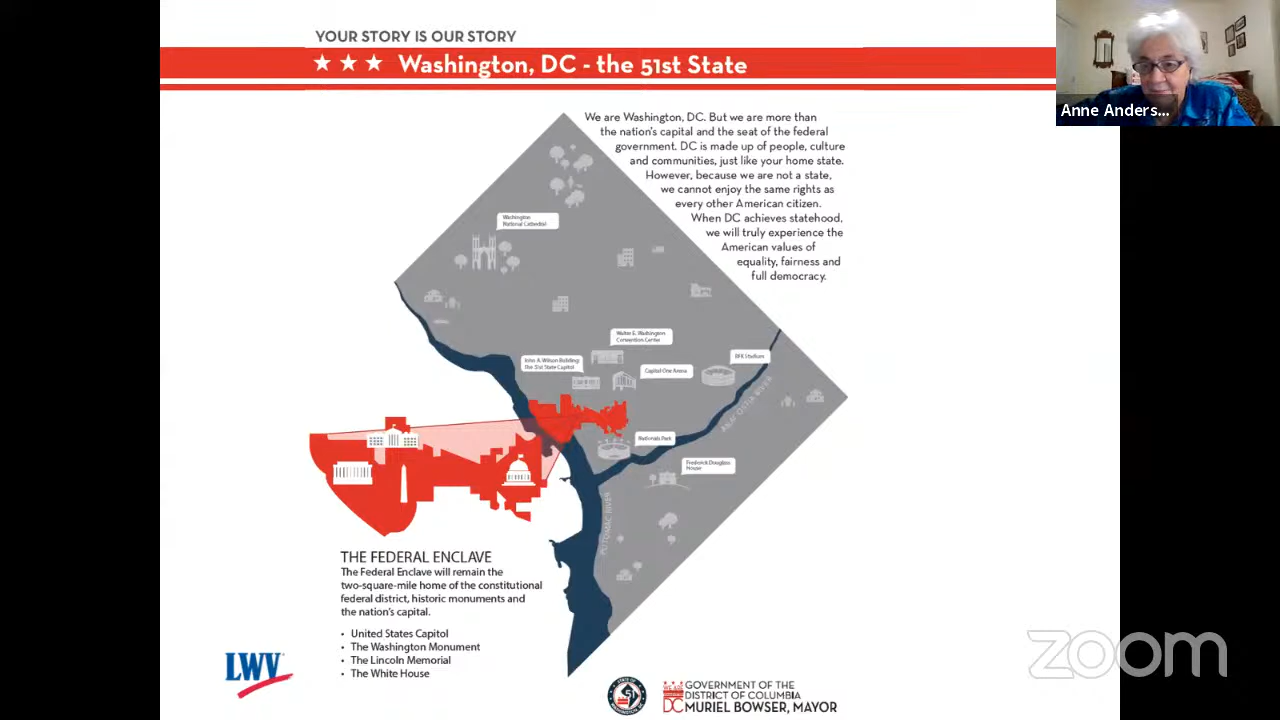 YOUR STORY IS OUR STORY
Washington, DC - the 51st State
Anne Anders...
We are Washington, DC. But we are more than
the nation's capital and the seat of the federal
government. DC is made up of people, culture
and communities, just like your home state.
However, because we are not a state,
we cannot enjoy the same rights as
every other American citizen.
When DC achieves statehood,
we will truly experience the
American values of
equality, fairness and
full democracy.
Washington
National Cathedral
Walter E. Washington
Convention Center
John A Wilson Building:
The 51st State Capitol
Capital One Arena
RFK Stadium
ANACOSTIA RIVER
Nationals Park
Frederick Douglass
House
POTOMAC RIVER
THE FEDERAL ENCLAVE
The Federal Enclave will remain the
two-square-mile home of the constitutional
federal district, historic monuments and
the nation's capital.
• United States Capitol
• The Washington Monument
• The Lincoln Memorial
• The White House
LWV
51
WE ARE
DC
GOVERNMENT OF THE
DISTRICT OF COLUMBIA
MURIEL BOWSER, MAYOR
zoom